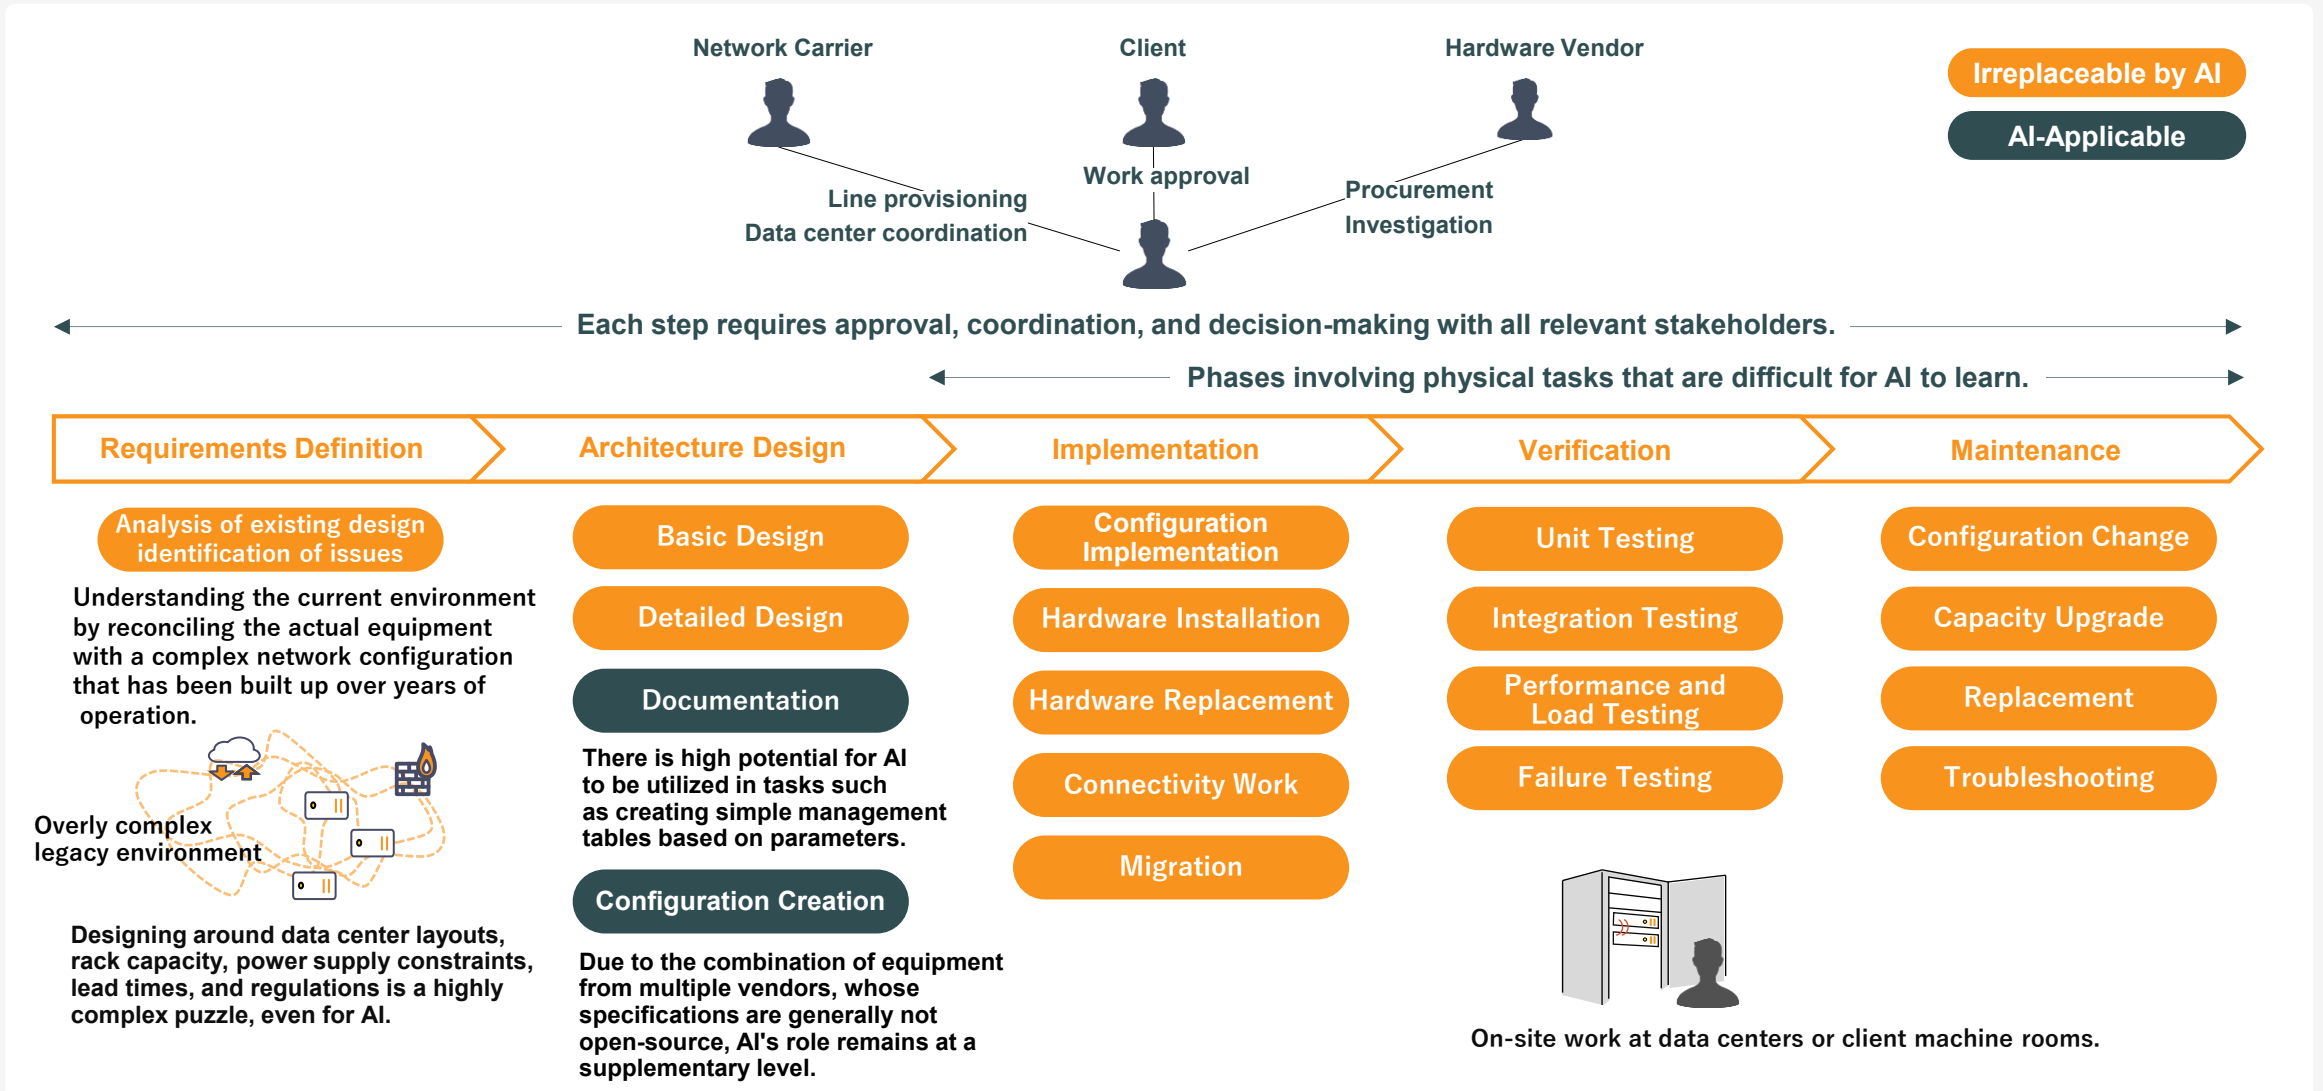 Network Carrier
Client
Hardware Vendor
Irreplaceable by AI
AI-Applicable
Work approval
Line provisioning
Data center coordination
Procurement
Investigation
Each step requires approval, coordination, and decision-making with all relevant stakeholders.
Phases involving physical tasks that are difficult for AI to learn.
Requirements Definition
Architecture Design
Implementation
Verification
Maintenance
Analysis of existing design
identification of issues
Understanding the current environment
by reconciling the actual equipment
with a complex network configuration
that has been built up over years of
operation.
Overly complex
legacy environment
Designing around data center layouts,
rack capacity, power supply constraints,
lead times, and regulations is a highly
complex puzzle, even for AI.
Basic Design
Detailed Design
Documentation
There is high potential for AI
to be utilized in tasks such
as creating simple management
tables based on parameters.
Configuration Creation
Due to the combination of equipment
from multiple vendors, whose
specifications are generally not
open-source, AI's role remains at a
supplementary level.
Configuration
Implementation
Hardware Installation
Hardware Replacement
Connectivity Work
Migration
Unit Testing
Integration Testing
Performance and
Load Testing
Failure Testing
Configuration Change
Capacity Upgrade
Replacement
Troubleshooting
On-site work at data centers or client machine rooms.